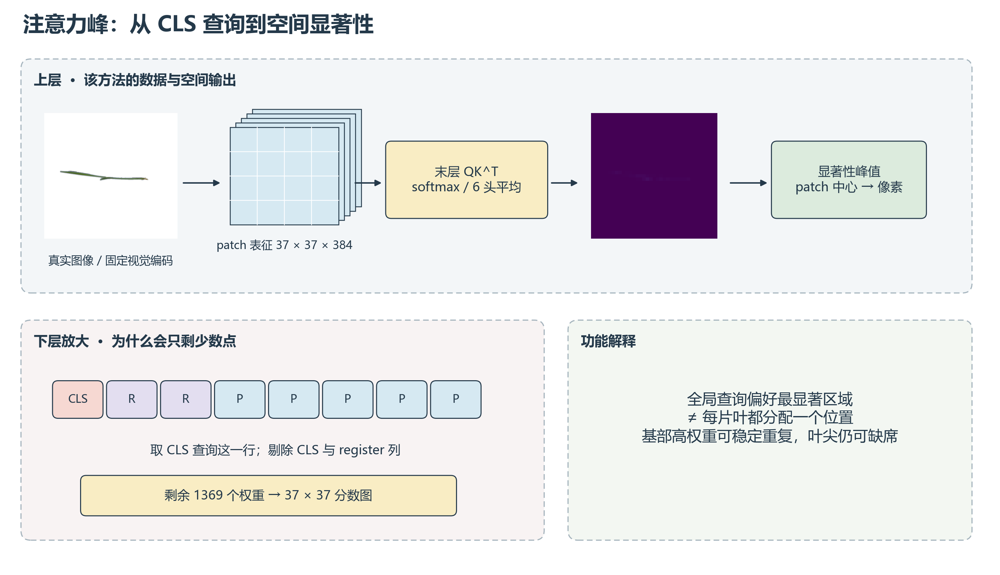 注意力峰：从 CLS 查询到空间显著性
上层 · 该方法的数据与空间输出
末层 QK^T
softmax / 6 头平均
显著性峰值
patch 中心 → 像素
patch 表征 37 × 37 × 384
真实图像 / 固定视觉编码
下层放大 · 为什么会只剩少数点
CLS R R P P P P P
取 CLS 查询这一行；剔除 CLS 与 register 列
剩余 1369 个权重 → 37 × 37 分数图
功能解释
全局查询偏好最显著区域
≠ 每片叶都分配一个位置
基部高权重可稳定重复，叶尖仍可缺席